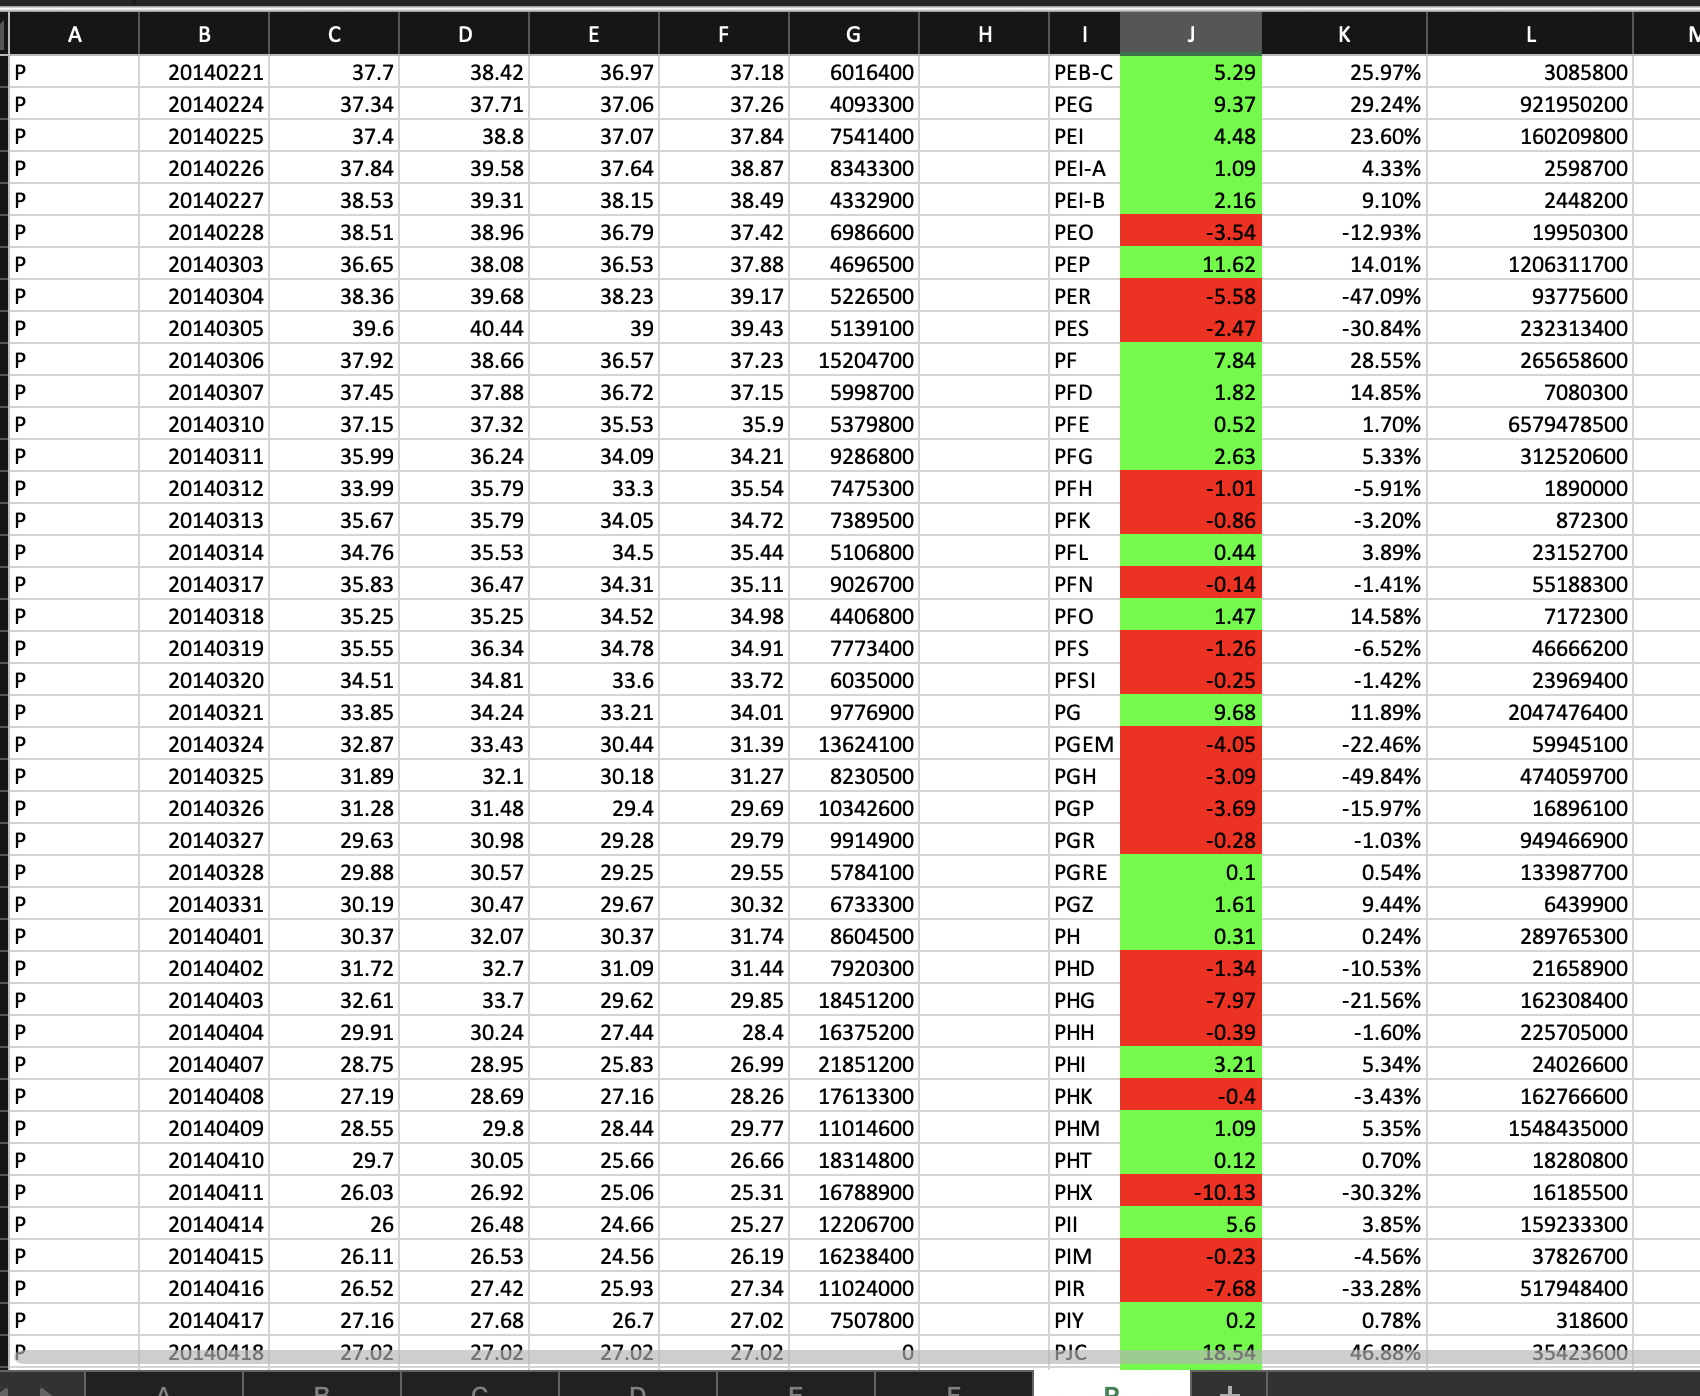 A B C D E F G H I J K L
P 20140221 37.7 38.42 36.97 37.18 6016400 PEB-C 5.29 25.97% 3085800
P 20140224 37.34 37.71 37.06 37.26 4093300 PEG 9.37 29.24% 921950200
P 20140225 37.4 38.8 37.07 37.84 7541400 PEI 4.48 23.60% 160209800
P 20140226 37.84 39.58 37.64 38.87 8343300 PEI-A 1.09 4.33% 2598700
P 20140227 38.53 39.31 38.15 38.49 4332900 PEI-B 2.16 9.10% 2448200
P 20140228 38.51 38.96 36.79 37.42 6986600 PEO -3.54 -12.93% 19950300
P 20140303 36.65 38.08 36.53 37.88 4696500 PEP 11.62 14.01% 1206311700
P 20140304 38.36 39.68 38.23 39.17 5226500 PER -5.58 -47.09% 93775600
P 20140305 39.6 40.44 39 39.43 5139100 PES -2.47 -30.84% 232313400
P 20140306 37.92 38.66 36.57 37.23 15204700 PF 7.84 28.55% 265658600
P 20140307 37.45 37.88 36.72 37.15 5998700 PFD 1.82 14.85% 7080300
P 20140310 37.15 37.32 35.53 35.9 5379800 PFE 0.52 1.70% 6579478500
P 20140311 35.99 36.24 34.09 34.21 9286800 PFG 2.63 5.33% 312520600
P 20140312 33.99 35.79 33.3 35.54 7475300 PFH -1.01 -5.91% 1890000
P 20140313 35.67 35.79 34.05 34.72 7389500 PFK -0.86 -3.20% 872300
P 20140314 34.76 35.53 34.5 35.44 5106800 PFL 0.44 3.89% 23152700
P 20140317 35.83 36.47 34.31 35.11 9026700 PFN -0.14 -1.41% 55188300
P 20140318 35.25 35.25 34.52 34.98 4406800 PFO 1.47 14.58% 7172300
P 20140319 35.55 36.34 34.78 34.91 7773400 PFS -1.26 -6.52% 46666200
P 20140320 34.51 34.81 33.6 33.72 6035000 PFSI -0.25 -1.42% 23969400
P 20140321 33.85 34.24 33.21 34.01 9776900 PG 9.68 11.89% 2047476400
P 20140324 32.87 33.43 30.44 31.39 13624100 PGEM -4.05 -22.46% 59945100
P 20140325 31.89 32.1 30.18 31.27 8230500 PGH -3.09 -49.84% 474059700
P 20140326 31.28 31.48 29.4 29.69 10342600 PGP -3.69 -15.97% 16896100
P 20140327 29.63 30.98 29.28 29.79 9914900 PGR -0.28 -1.03% 949466900
P 20140328 29.88 30.57 29.25 29.55 5784100 PGRE 0.1 0.54% 133987700
P 20140331 30.19 30.47 29.67 30.32 6733300 PGZ 1.61 9.44% 6439900
P 20140401 30.37 32.07 30.37 31.74 8604500 PH 0.31 0.24% 289765300
P 20140402 31.72 32.7 31.09 31.44 7920300 PHD -1.34 -10.53% 21658900
P 20140403 32.61 33.7 29.62 29.85 18451200 PHG -7.97 -21.56% 162308400
P 20140404 29.91 30.24 27.44 28.4 16375200 PHH -0.39 -1.60% 225705000
P 20140407 28.75 28.95 25.83 26.99 21851200 PHI 3.21 5.34% 24026600
P 20140408 27.19 28.69 27.16 28.26 17613300 PHK -0.4 -3.43% 162766600
P 20140409 28.55 29.8 28.44 29.77 11014600 PHM 1.09 5.35% 1548435000
P 20140410 29.7 30.05 25.66 26.66 18314800 PHT 0.12 0.70% 18280800
P 20140411 26.03 26.92 25.06 25.31 16788900 PHX -10.13 -30.32% 16185500
P 20140414 26 26.48 24.66 25.27 12206700 PII 5.6 3.85% 159233300
P 20140415 26.11 26.53 24.56 26.19 16238400 PIM -0.23 -4.56% 37826700
P 20140416 26.52 27.42 25.93 27.34 11024000 PIR -7.68 -33.28% 517948400
P 20140417 27.16 27.68 26.7 27.02 7507800 PIY 0.2 0.78% 318600
P 20140418 27.02 27.02 27.02 27.02 0 PJC 18.54 46.88% 35423600